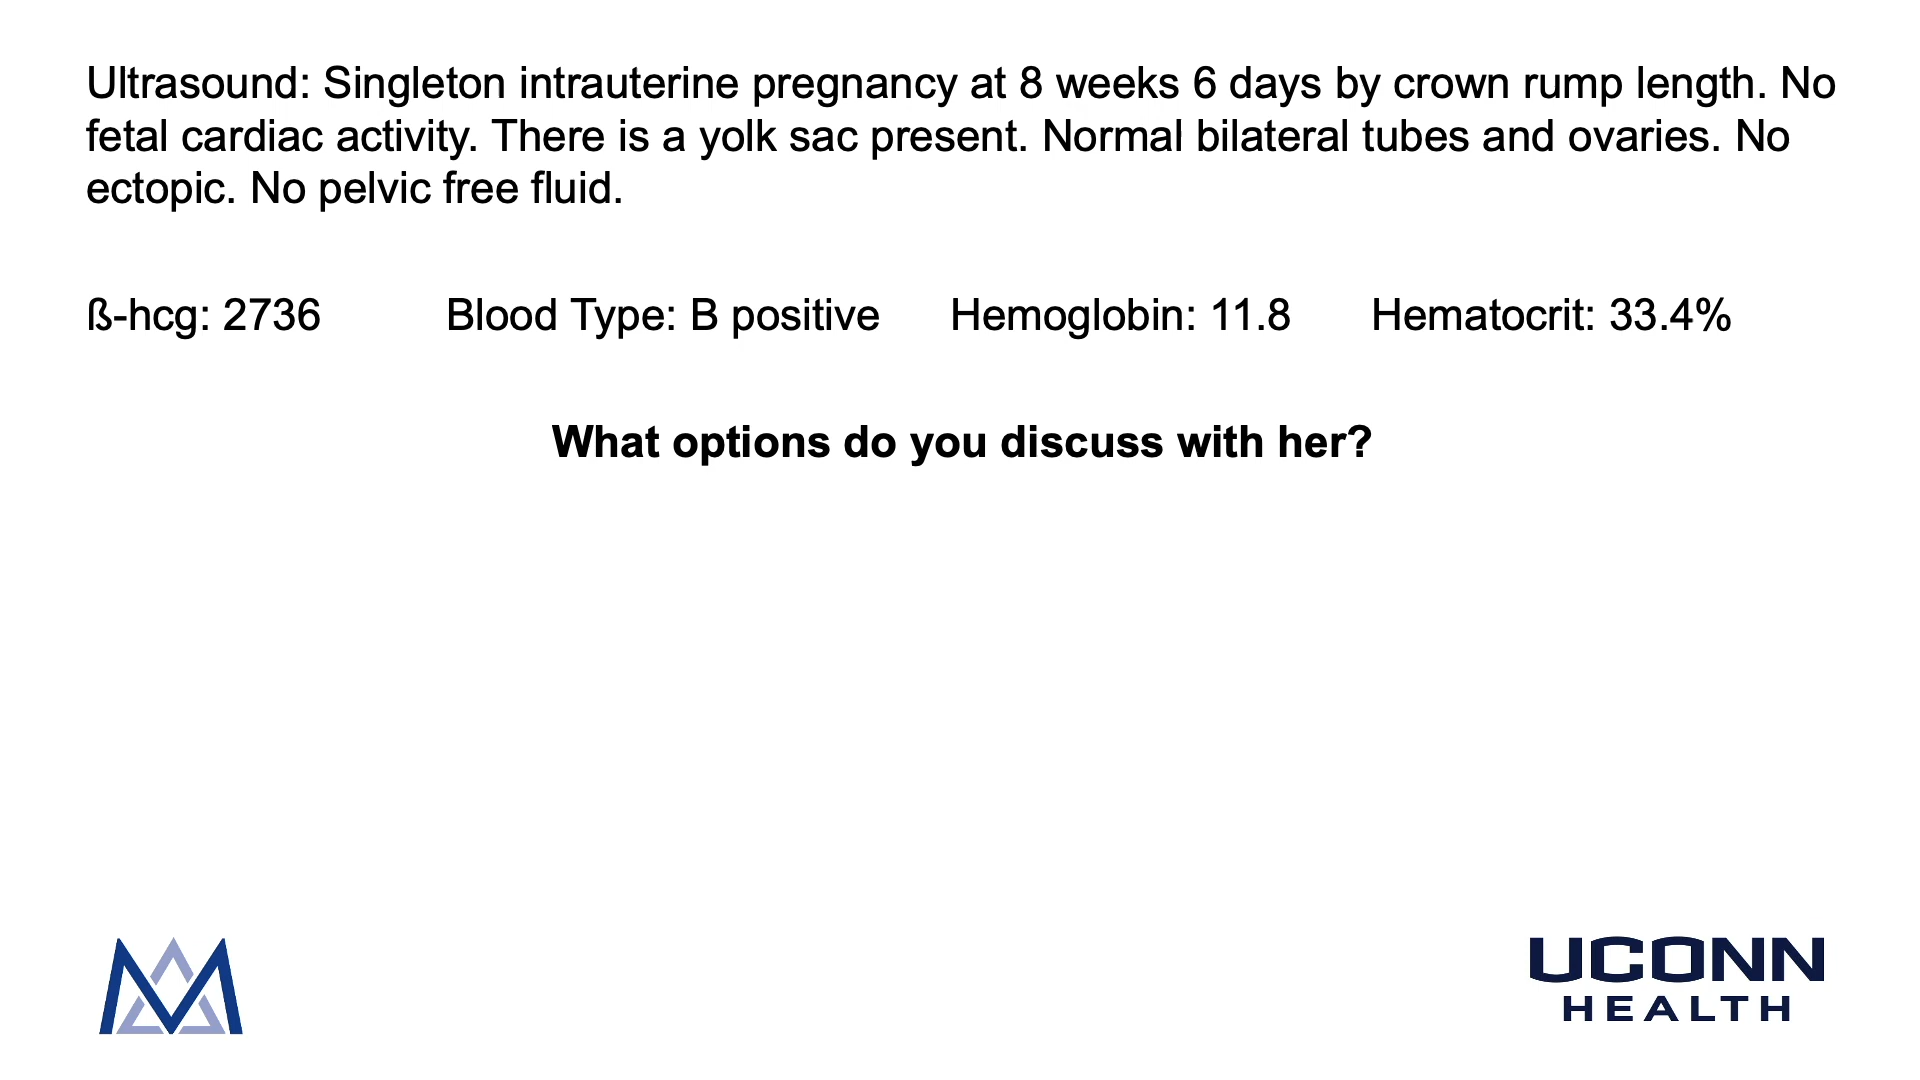 Ultrasound: Singleton intrauterine pregnancy at 8 weeks 6 days by crown rump length. No
fetal cardiac activity. There is a yolk sac present. Normal bilateral tubes and ovaries. No
ectopic. No pelvic free fluid.
ß-hcg: 2736 Blood Type: B positive Hemoglobin: 11.8 Hematocrit: 33.4%
What options do you discuss with her?
UCONN
HEALTH